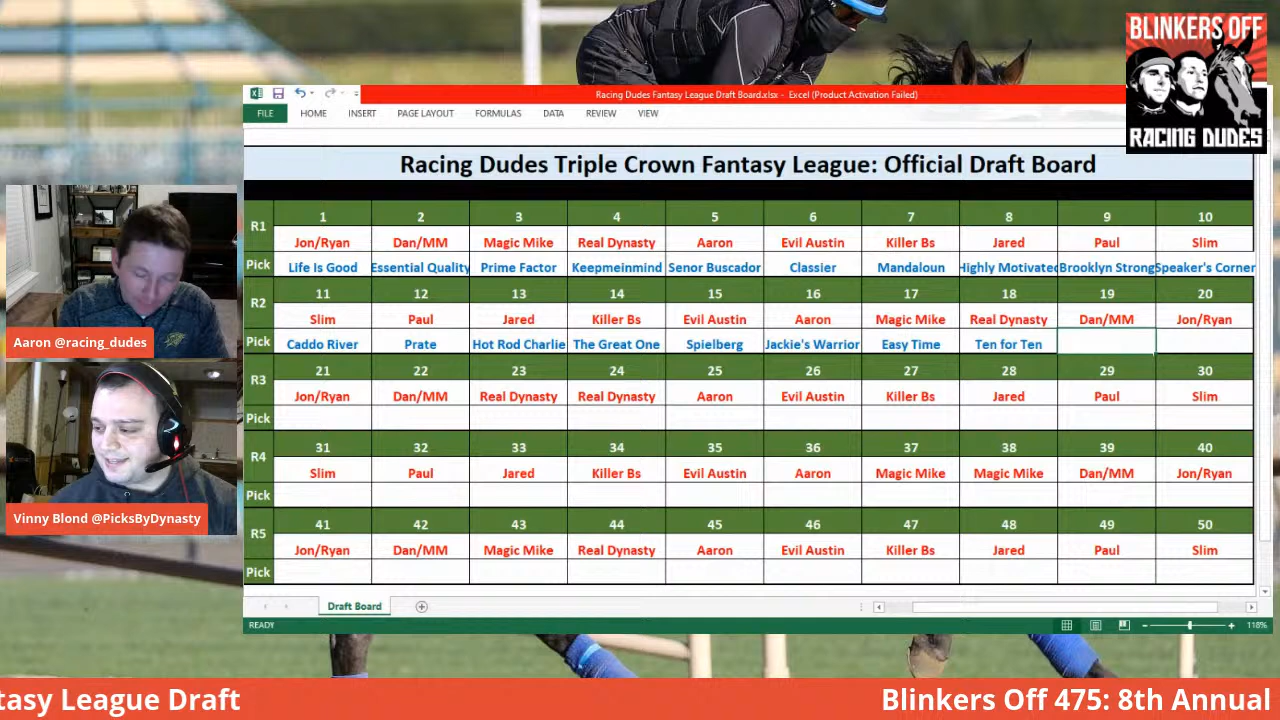 BLINKERS OFF
RACING DUDES
Racing Dudes Fantasy League Draft Board.xlsx - Excel (Product Activation Failed)
FILE HOME INSERT PAGE LAYOUT FORMULAS DATA REVIEW VIEW
Racing Dudes Triple Crown Fantasy League: Official Draft Board
R1 1 2 3 4 5 6 7 8 9 10
Jon/Ryan Dan/MM Magic Mike Real Dynasty Aaron Evil Austin Killer Bs Jared Paul Slim
Pick Life Is Good Essential Quality Prime Factor Keepmeinmind Senor Buscador Classier Mandaloun Highly Motivated Brooklyn Strong Speaker's Corner
R2 11 12 13 14 15 16 17 18 19 20
Slim Paul Jared Killer Bs Evil Austin Aaron Magic Mike Real Dynasty Dan/MM Jon/Ryan
Pick Caddo River Prate Hot Rod Charlie The Great One Spielberg Jackie's Warrior Easy Time Ten for Ten
R3 21 22 23 24 25 26 27 28 29 30
Jon/Ryan Dan/MM Real Dynasty Real Dynasty Aaron Evil Austin Killer Bs Jared Paul Slim
Pick
R4 31 32 33 34 35 36 37 38 39 40
Slim Paul Jared Killer Bs Evil Austin Aaron Magic Mike Magic Mike Dan/MM Jon/Ryan
Pick
R5 41 42 43 44 45 46 47 48 49 50
Jon/Ryan Dan/MM Magic Mike Real Dynasty Aaron Evil Austin Killer Bs Jared Paul Slim
Pick
Draft Board
READY 118%
Aaron @racing_dudes
Vinny Blond @PicksByDynasty
tasy League Draft Blinkers Off 475: 8th Annual